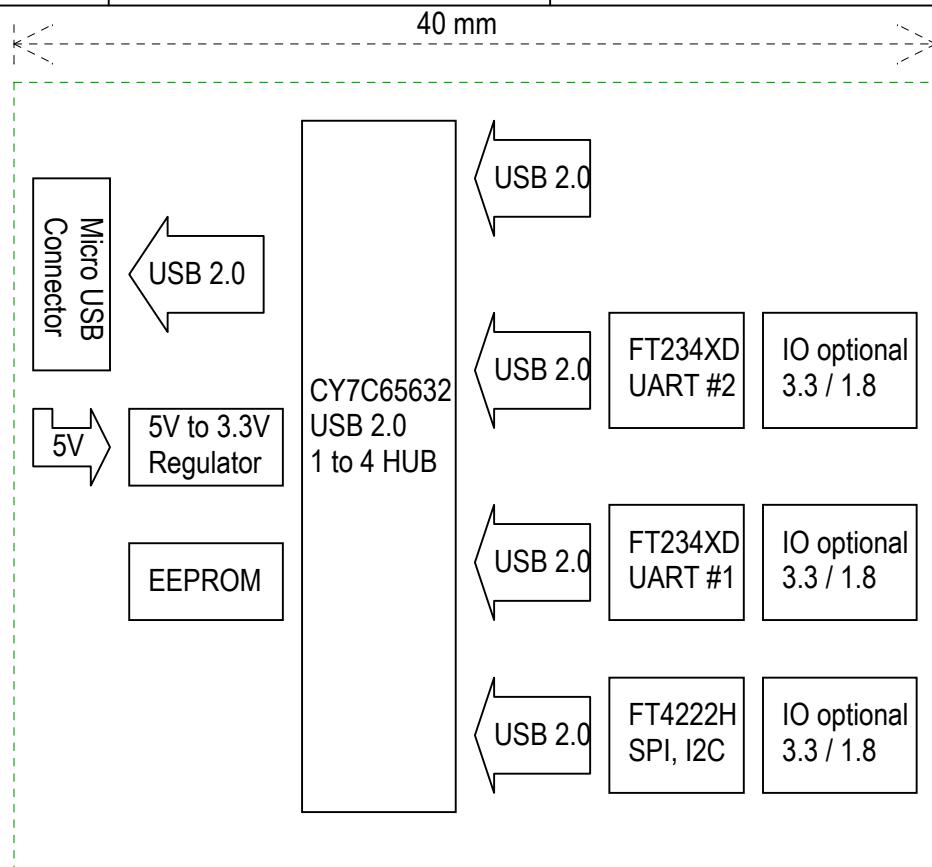 40 mm
USB 2.0
Micro USB
Connector
USB 2.0
USB 2.0
FT234XD
UART #2
IO optional
3.3 / 1.8
CY7C65632
USB 2.0
1 to 4 HUB
5V
5V to 3.3V
Regulator
EEPROM
USB 2.0
FT234XD
UART #1
IO optional
3.3 / 1.8
USB 2.0
FT4222H
SPI, I2C
IO optional
3.3 / 1.8